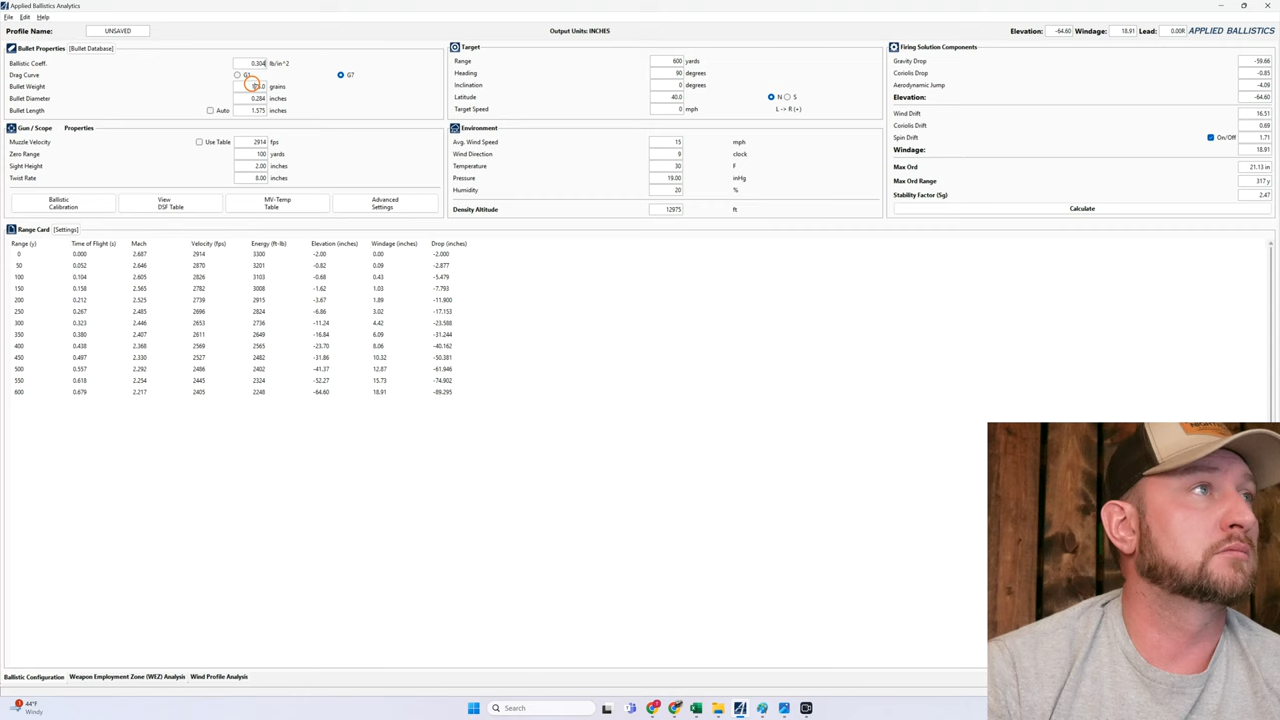 Applied Ballistics Analytics
File Edit Help
Profile Name: UNSAVED Output Units: INCHES Elevation: -64.60 Windage: 18.91 Lead: 0.00R APPLIED BALLISTICS
Bullet Properties [Bullet Database]
Ballistic Coeff. 0.304 lb/in^2
Drag Curve G1 G7
Bullet Weight grains
Bullet Diameter 0.284 inches
Bullet Length Auto 1.575 inches
Gun / Scope Properties
Muzzle Velocity Use Table 2914 fps
Zero Range 100 yards
Sight Height 2.00 inches
Twist Rate 8.00 inches
Ballistic Calibration
View DSF Table
MV-Temp Table
Advanced Settings
Target
Range 600 yards
Heading 90 degrees
Inclination 0 degrees
Latitude 40.0 N S
Target Speed 0 mph L -> R (+)
Environment
Avg. Wind Speed 15 mph
Wind Direction 9 clock
Temperature 30 F
Pressure 19.00 inHg
Humidity 20 %
Density Altitude 12975 ft
Firing Solution Components
Gravity Drop -59.66
Coriolis Drop -0.85
Aerodynamic Jump -4.09
Elevation: -64.60
Wind Drift 16.51
Coriolis Drift 0.69
Spin Drift On/Off 1.71
Windage: 18.91
Max Ord 21.13 in
Max Ord Range 317 y
Stability Factor (Sg) 2.47
Calculate
Range Card [Settings]
Range (y) Time of Flight (s) Mach Velocity (fps) Energy (ft-lb) Elevation (inches) Windage (inches) Drop (inches)
0 0.000 2.687 2914 3300 -2.00 0.00 -2.000
50 0.052 2.646 2870 3201 -0.82 0.09 -2.877
100 0.104 2.605 2826 3103 -0.68 0.43 -5.479
150 0.158 2.565 2782 3008 -1.62 1.03 -7.793
200 0.212 2.525 2739 2915 -3.67 1.89 -11.900
250 0.267 2.485 2696 2824 -6.86 3.02 -17.153
300 0.323 2.446 2653 2736 -11.24 4.42 -23.588
350 0.380 2.407 2611 2649 -16.84 6.09 -31.244
400 0.438 2.368 2569 2565 -23.70 8.06 -40.162
450 0.497 2.330 2527 2482 -31.86 10.32 -50.381
500 0.557 2.292 2486 2402 -41.37 12.87 -61.946
550 0.618 2.254 2445 2324 -52.27 15.73 -74.902
600 0.679 2.217 2405 2248 -64.60 18.91 -89.295
Ballistic Configuration Weapon Employment Zone (WEZ) Analysis Wind Profile Analysis
44°F
Windy
Search